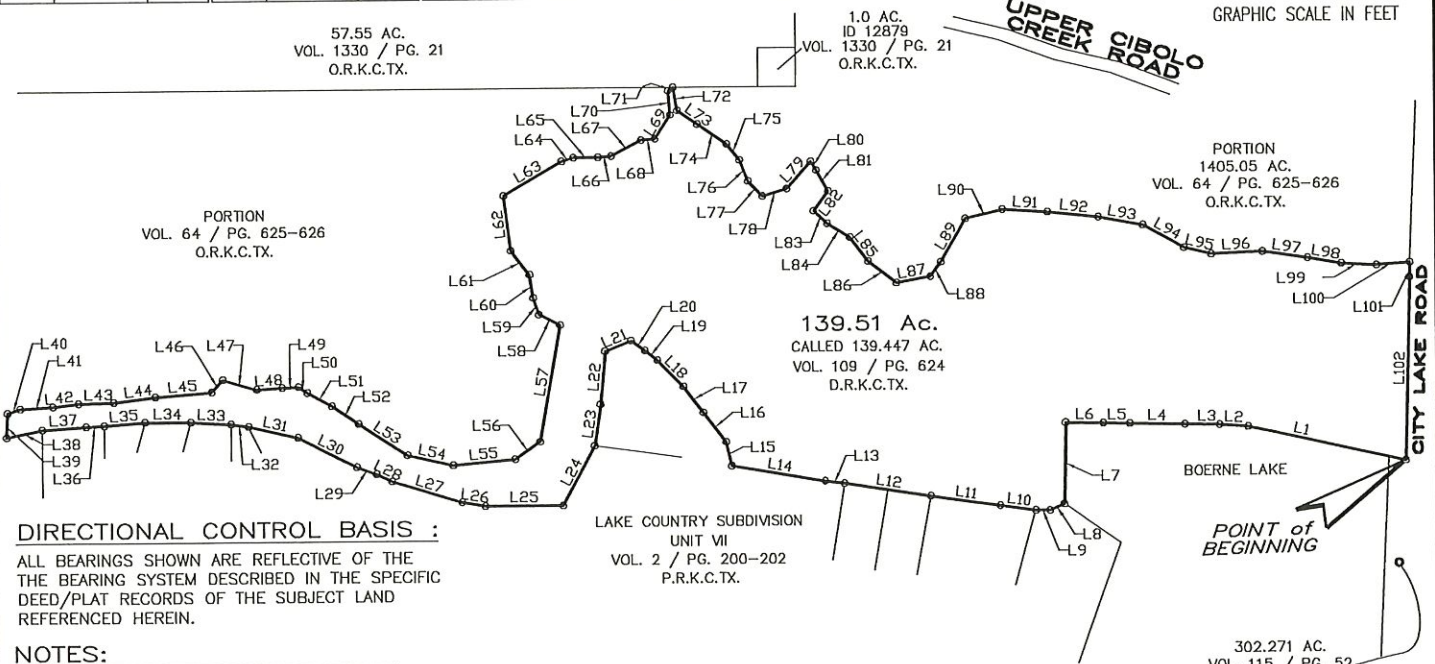 GRAPHIC SCALE IN FEET
57.55 AC.
VOL. 1330 / PG. 21
O.R.K.C.TX.
1.0 AC.
ID 12879
VOL. 1330 / PG. 21
O.R.K.C.TX.
UPPER CIBOLO
CREEK ROAD
PORTION
1405.05 AC.
VOL. 64 / PG. 625-626
O.R.K.C.TX.
PORTION
VOL. 64 / PG. 625-626
O.R.K.C.TX.
L71
L72
L70
L69
L73
L75
L65
L67
L64
L66
L68
L74
L63
L76
L77
L78
L79
L80
L81
L82
L83
L84
L85
L86
L87
L88
L89
L90
L91
L92
L93
L94
L95
L96
L97
L98
L99
L100
L101
L102
CITY LAKE ROAD
L62
L61
L60
L59
L58
L57
L56
L55
L54
L53
L52
L51
L50
L49
L48
L47
L46
L45
L44
L43
L42
L41
L40
L39
L38
L37
L36
L35
L34
L33
L32
L31
L30
L29
L28
L27
L26
L25
L24
L23
L22
L21
L20
L19
L18
L17
L16
L15
L14
L13
L12
L11
L10
L9
L8
L7
L6
L5
L4
L3
L2
L1
139.51 Ac.
CALLED 139.447 AC.
VOL. 109 / PG. 624
D.R.K.C.TX.
BOERNE LAKE
POINT of
BEGINNING
LAKE COUNTRY SUBDIVISION
UNIT VII
VOL. 2 / PG. 200-202
P.R.K.C.TX.
DIRECTIONAL CONTROL BASIS :
ALL BEARINGS SHOWN ARE REFLECTIVE OF THE
THE BEARING SYSTEM DESCRIBED IN THE SPECIFIC
DEED/PLAT RECORDS OF THE SUBJECT LAND
REFERENCED HEREIN.
NOTES:
302.271 AC.
VOL. 115 / PG. 52